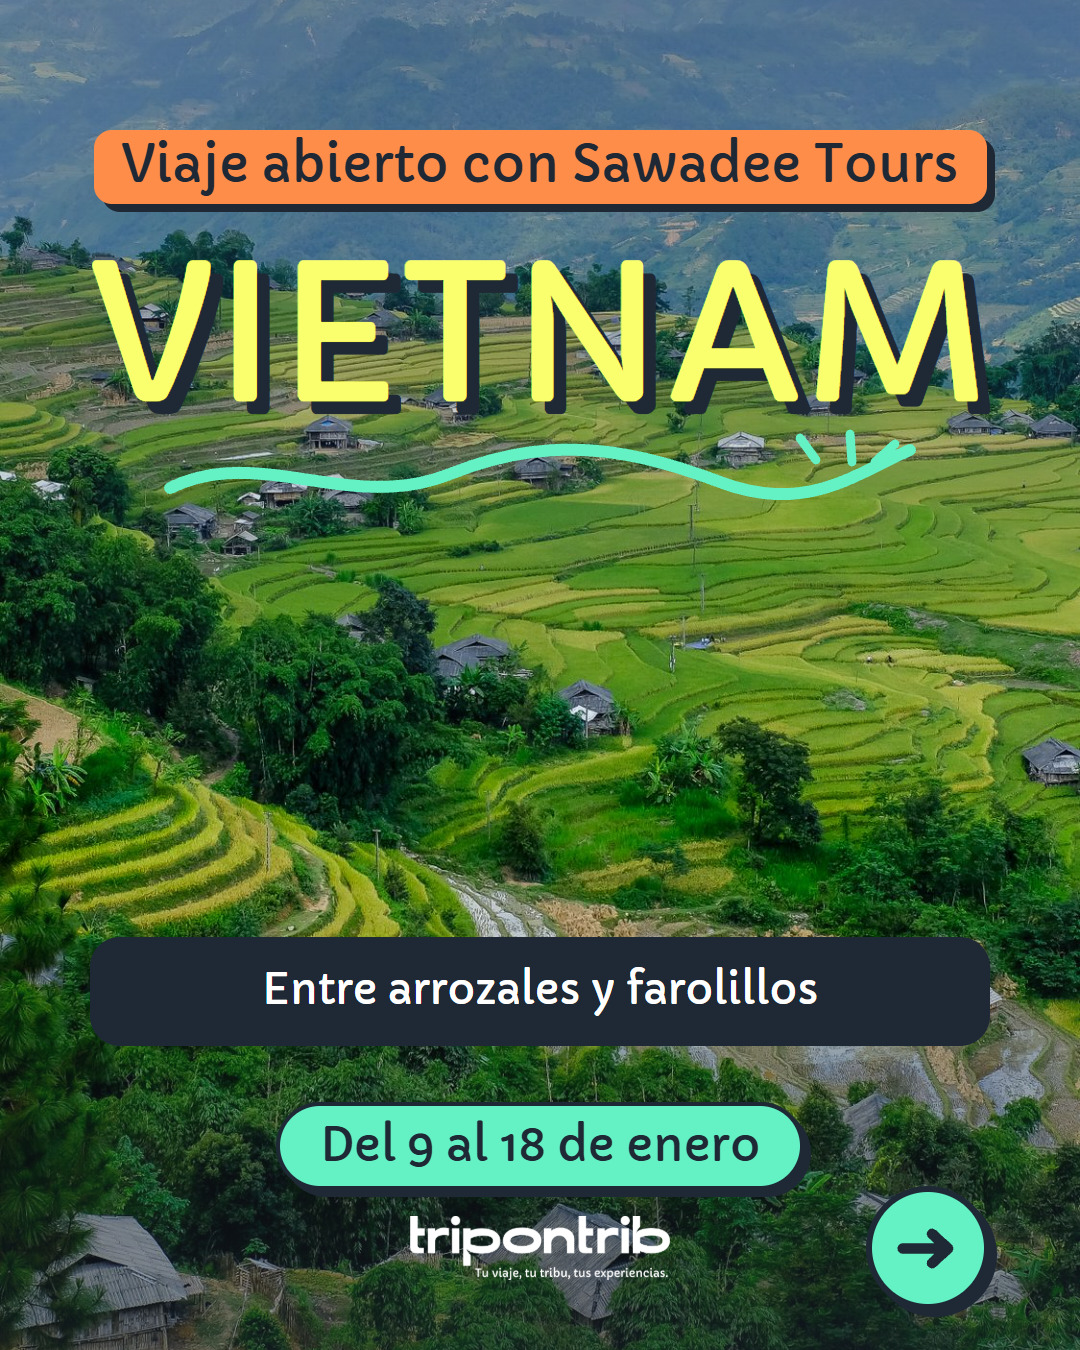 Viaje abierto con Sawadee Tours
VIETNAM
Entre arrozales y farolillos
Del 9 al 18 de enero
tripontrib
Tu viaje, tu tribu, tus experiencias.